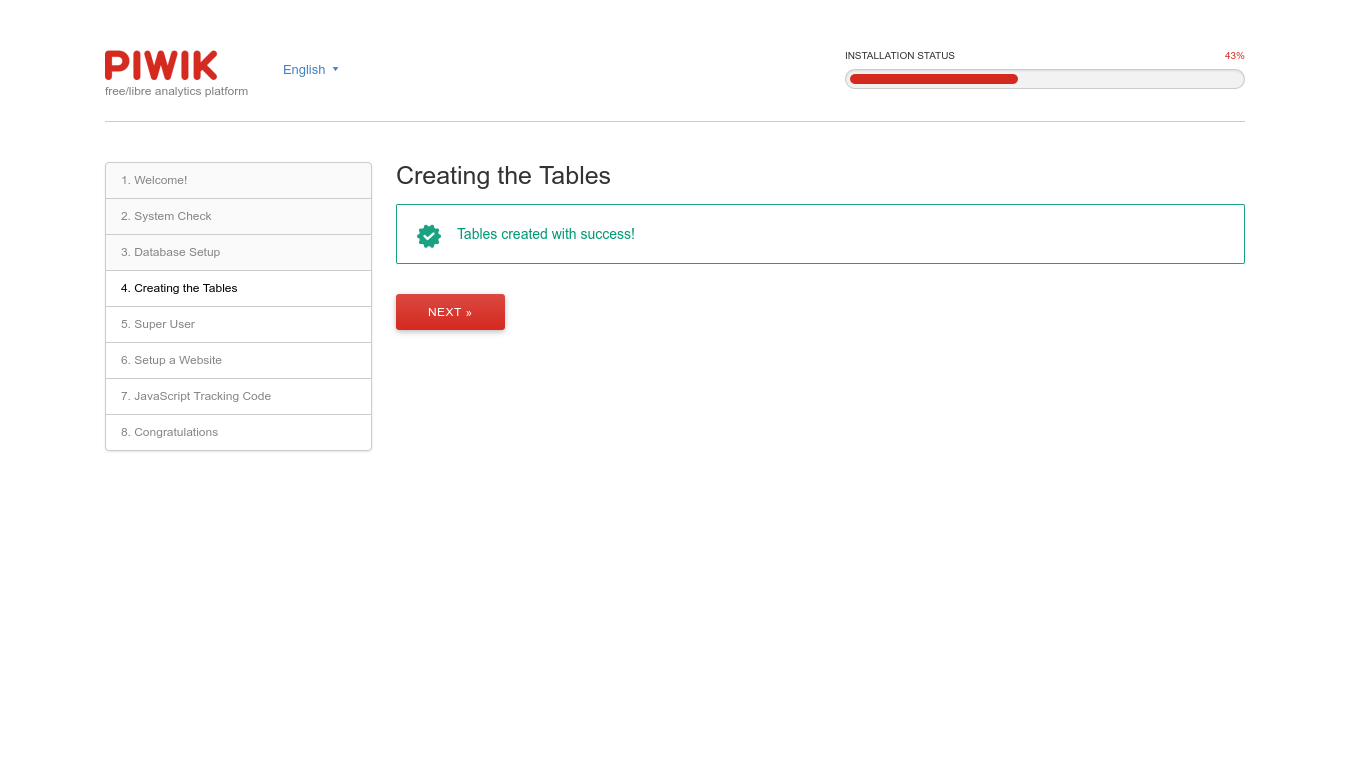 PIWIK
free/libre analytics platform
English
INSTALLATION STATUS
43%
1. Welcome!
2. System Check
3. Database Setup
4. Creating the Tables
5. Super User
6. Setup a Website
7. JavaScript Tracking Code
8. Congratulations
Creating the Tables
Tables created with success!
NEXT »